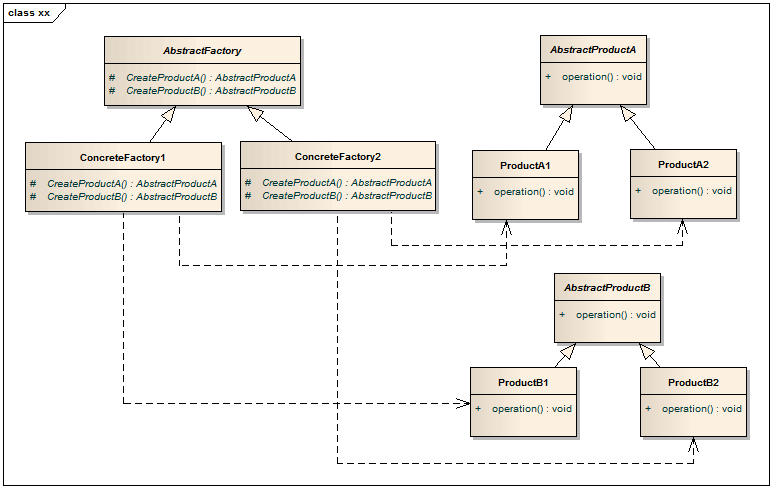 class xx
AbstractFactory
# CreateProductA() : AbstractProductA
# CreateProductB() : AbstractProductB
AbstractProductA
+ operation() : void
ConcreteFactory1
# CreateProductA() : AbstractProductA
# CreateProductB() : AbstractProductB
ConcreteFactory2
# CreateProductA() : AbstractProductA
# CreateProductB() : AbstractProductB
ProductA1
+ operation() : void
ProductA2
+ operation() : void
AbstractProductB
+ operation() : void
ProductB1
+ operation() : void
ProductB2
+ operation() : void